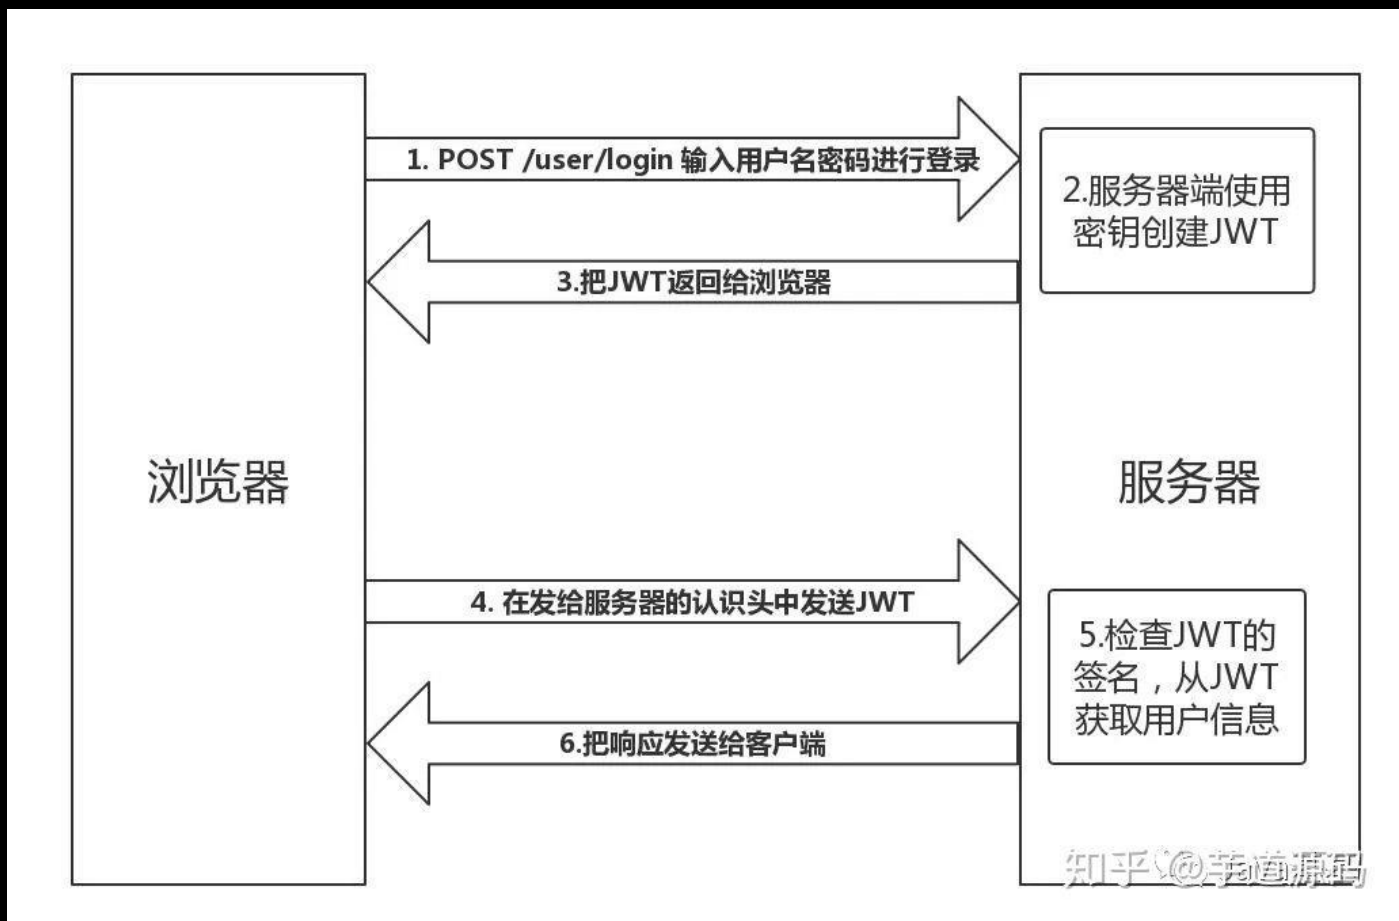 1. POST /user/login 输入用户名密码进行登录
2.服务器端使用
密钥创建JWT
3.把JWT返回给浏览器
浏览器
服务器
4. 在发给服务器的认识头中发送JWT
5.检查JWT的
签名，从JWT
获取用户信息
6.把响应发送给客户端
知乎 @芋道源码